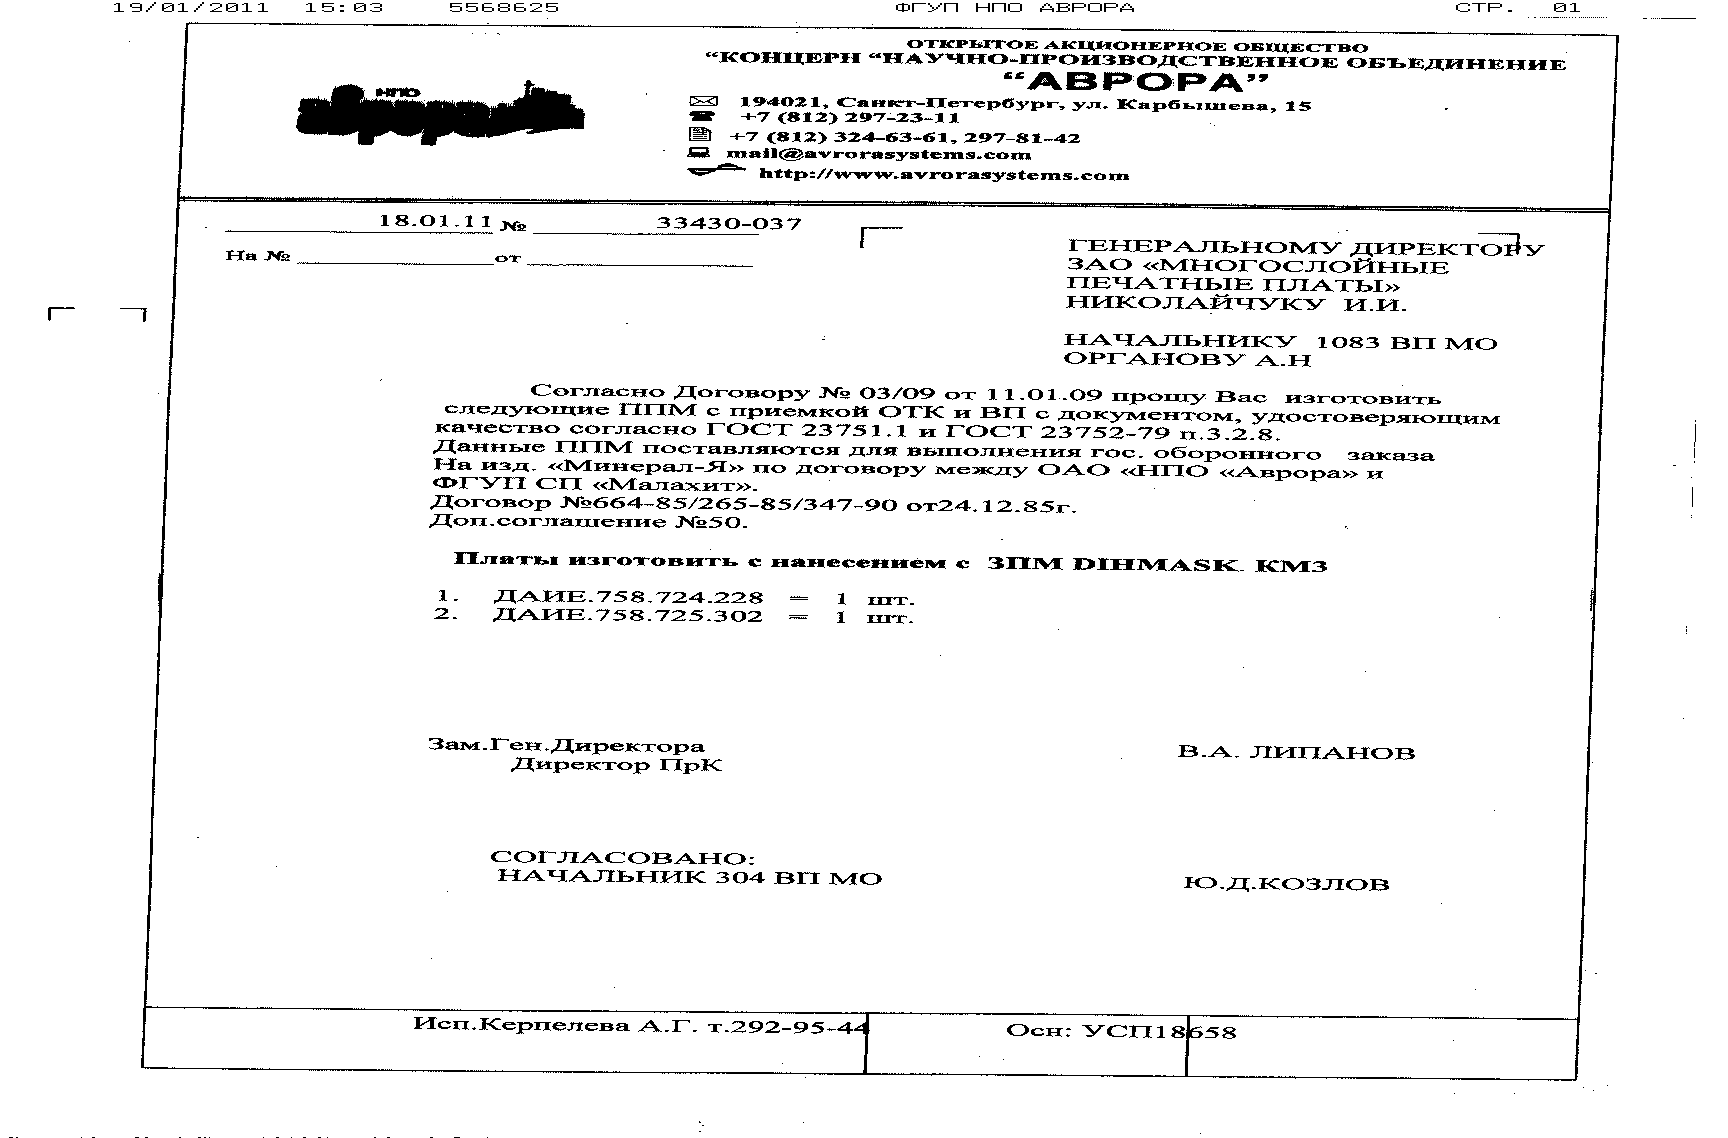 19/01/2011 15:03 5568625 ФГУП НПО АВРОРА СТР. 01
ОТКРЫТОЕ АКЦИОНЕРНОЕ ОБЩЕСТВО
“КОНЦЕРН “НАУЧНО-ПРОИЗВОДСТВЕННОЕ ОБЪЕДИНЕНИЕ
“АВРОРА”
НПО
аврора
194021, Санкт-Петербург, ул. Карбышева, 15
+7 (812) 297-23-11
+7 (812) 324-63-61, 297-81-42
mail@avrorasystems.com
http://www.avrorasystems.com
18.01.11 № 33430-037
На № от
ГЕНЕРАЛЬНОМУ ДИРЕКТОРУ
ЗАО «МНОГОСЛОЙНЫЕ
ПЕЧАТНЫЕ ПЛАТЫ»
НИКОЛАЙЧУКУ И.И.
НАЧАЛЬНИКУ 1083 ВП МО
ОРГАНОВУ А.Н
Согласно Договору № 03/09 от 11.01.09 прошу Вас изготовить
следующие ППМ с приемкой ОТК и ВП с документом, удостоверяющим
качество согласно ГОСТ 23751.1 и ГОСТ 23752-79 п.3.2.8.
Данные ППМ поставляются для выполнения гос. оборонного заказа
На изд. «Минерал-Я» по договору между ОАО «НПО «Аврора» и
ФГУП СП «Малахит».
Договор №664-85/265-85/347-90 от24.12.85г.
Доп.соглашение №50.
Платы изготовить с нанесением с ЗПМ DIHMASK КМЗ
1. ДАИЕ.758.724.228 = 1 шт.
2. ДАИЕ.758.725.302 = 1 шт.
Зам.Ген.Директора
Директор ПрК В.А. ЛИПАНОВ
СОГЛАСОВАНО:
НАЧАЛЬНИК 304 ВП МО Ю.Д.КОЗЛОВ
Исп.Керпелева А.Г. т.292-95-44 Осн: УСП18658